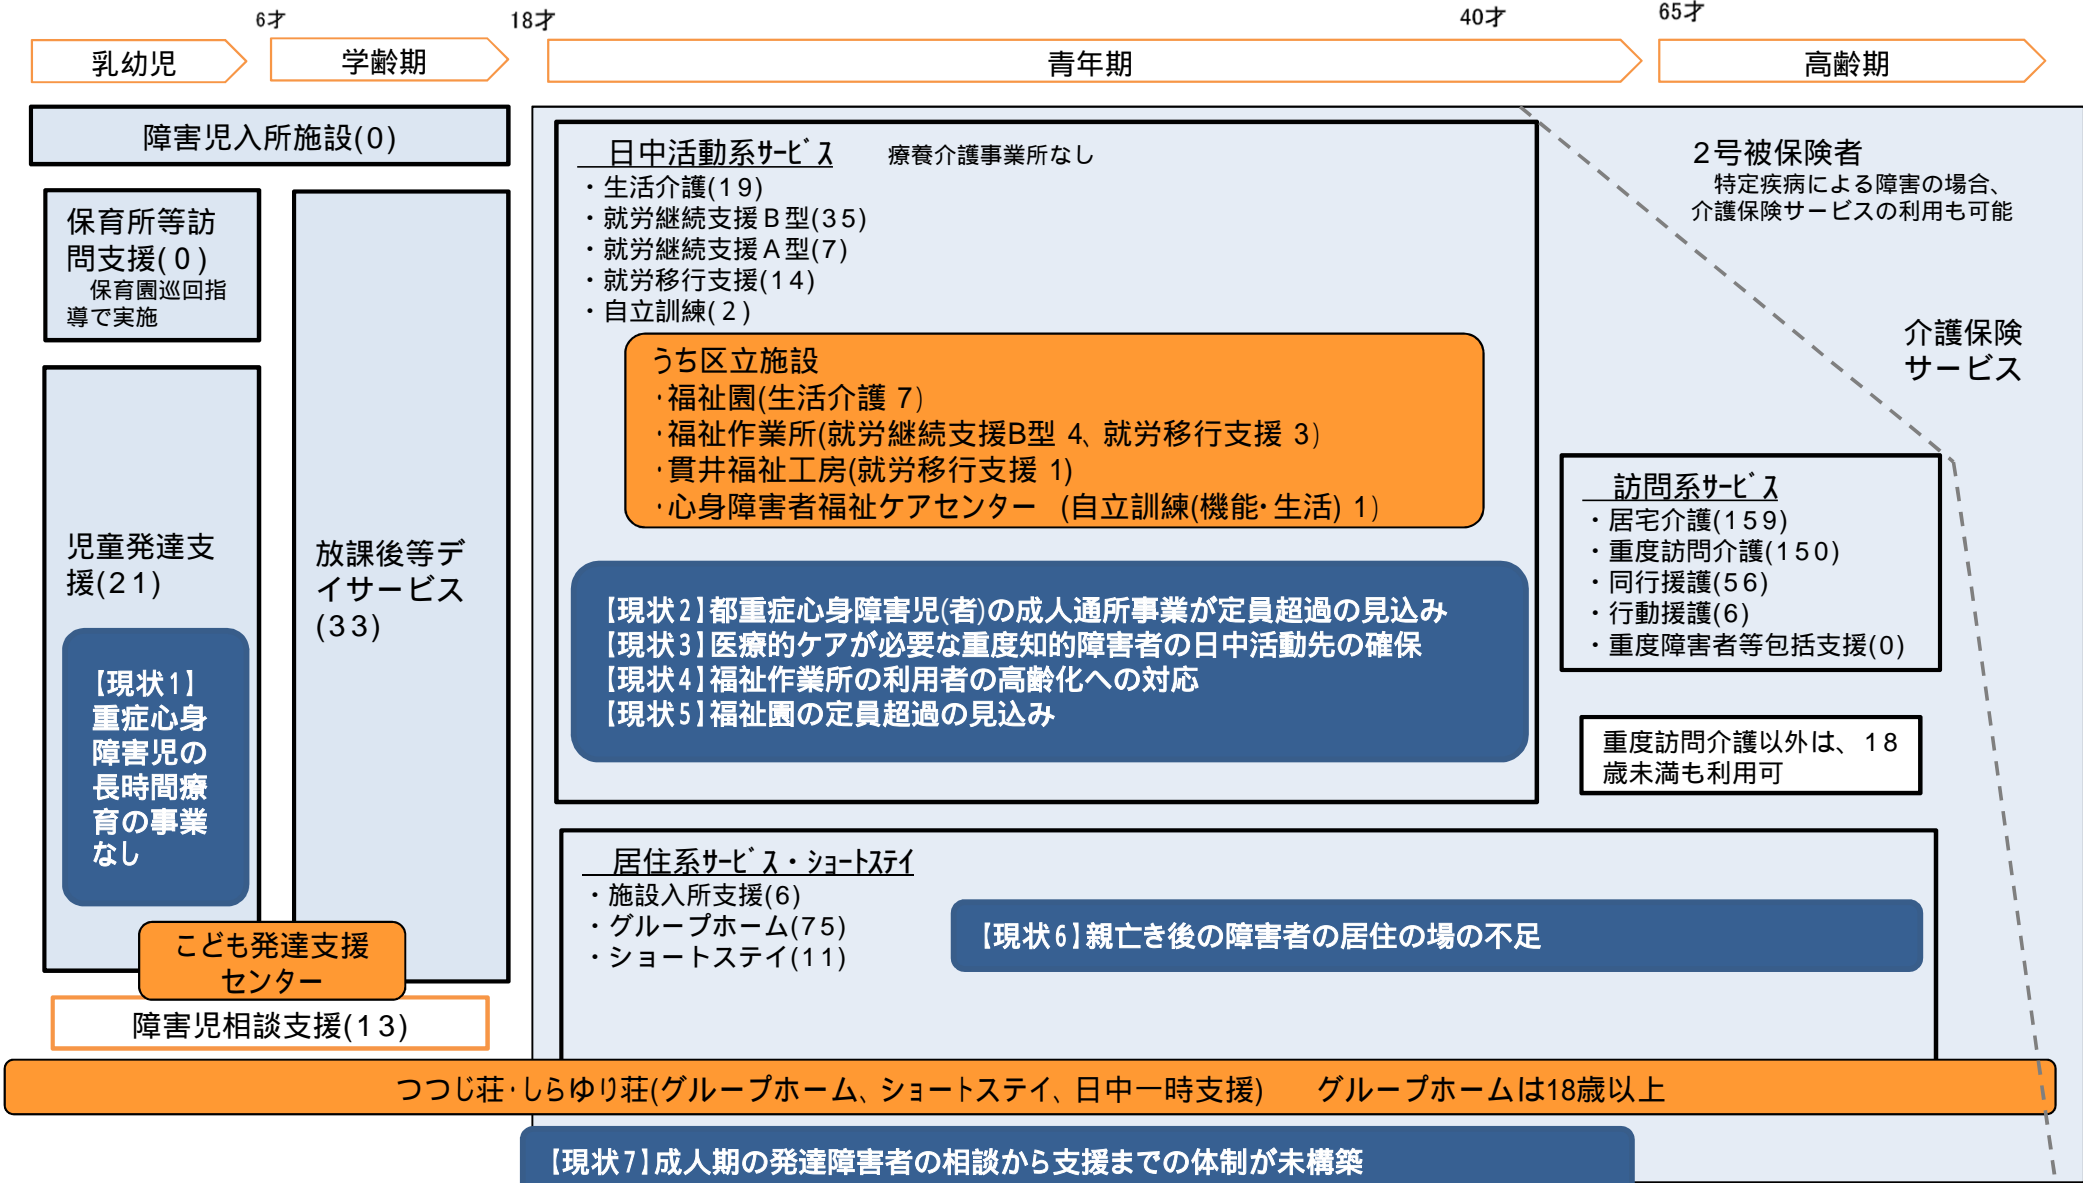 6才
18才
40才
65才
乳幼児
学齢期
青年期
高齢期
障害児入所施設(0)
保育所等訪
問支援(0)
保育園巡回指
導で実施
児童発達支
援(21)
【現状1】
重症心身
障害児の
長時間療
育の事業
なし
放課後等デ
イサービス
(33)
こども発達支援
センター
障害児相談支援(13)
日中活動系ｻｰﾋﾞｽ 療養介護事業所なし
・生活介護(19)
・就労継続支援B型(35)
・就労継続支援A型(7)
・就労移行支援(14)
・自立訓練(2)
うち区立施設
・福祉園(生活介護 7)
・福祉作業所(就労継続支援B型 4、就労移行支援 3)
・貫井福祉工房(就労移行支援 1)
・心身障害者福祉ケアセンター (自立訓練(機能・生活) 1)
【現状2】都重症心身障害児(者)の成人通所事業が定員超過の見込み
【現状3】医療的ケアが必要な重度知的障害者の日中活動先の確保
【現状4】福祉作業所の利用者の高齢化への対応
【現状5】福祉園の定員超過の見込み
2号被保険者
特定疾病による障害の場合、
介護保険サービスの利用も可能
介護保険
サービス
訪問系ｻｰﾋﾞｽ
・居宅介護(159)
・重度訪問介護(150)
・同行援護(56)
・行動援護(6)
・重度障害者等包括支援(0)
重度訪問介護以外は、18
歳未満も利用可
居住系ｻｰﾋﾞｽ・ｼｮｰﾄｽﾃｲ
・施設入所支援(6)
・グループホーム(75)
・ショートステイ(11)
【現状6】親亡き後の障害者の居住の場の不足
つつじ荘・しらゆり荘(グループホーム、ショートステイ、日中一時支援) グループホームは18歳以上
【現状7】成人期の発達障害者の相談から支援までの体制が未構築